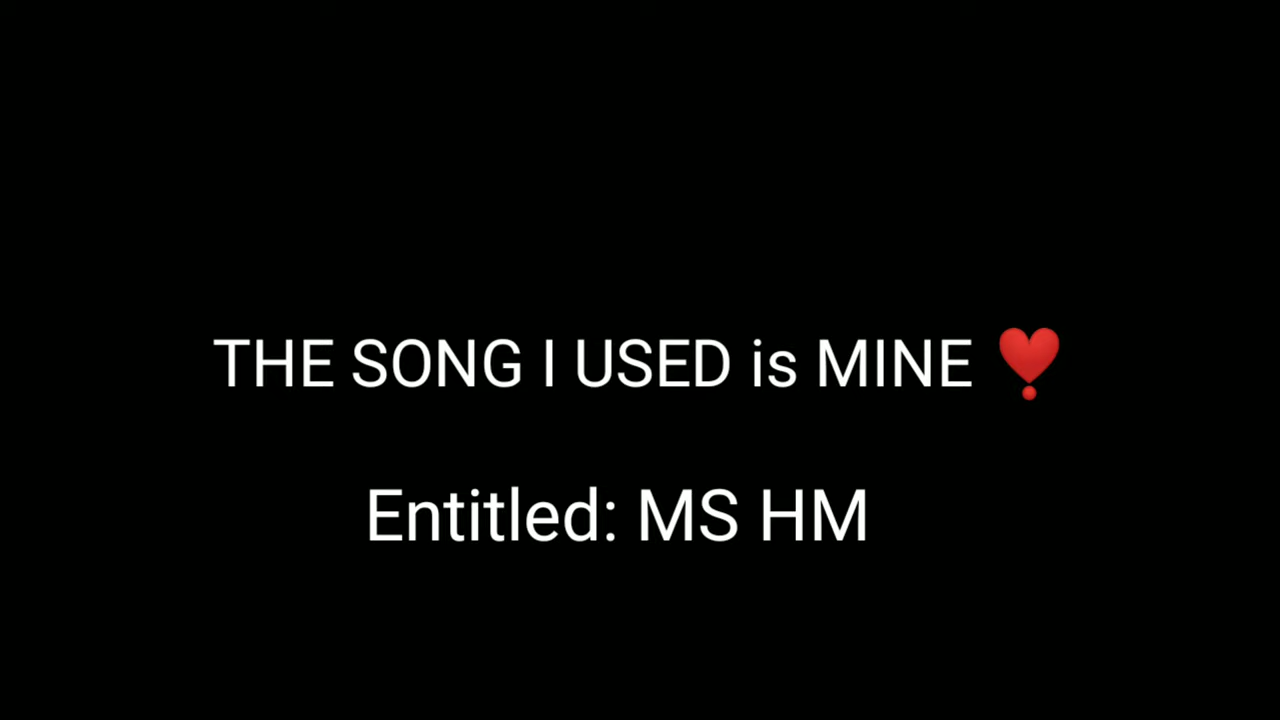 THE SONG I USED is MINE ❣️
Entitled: MS HM